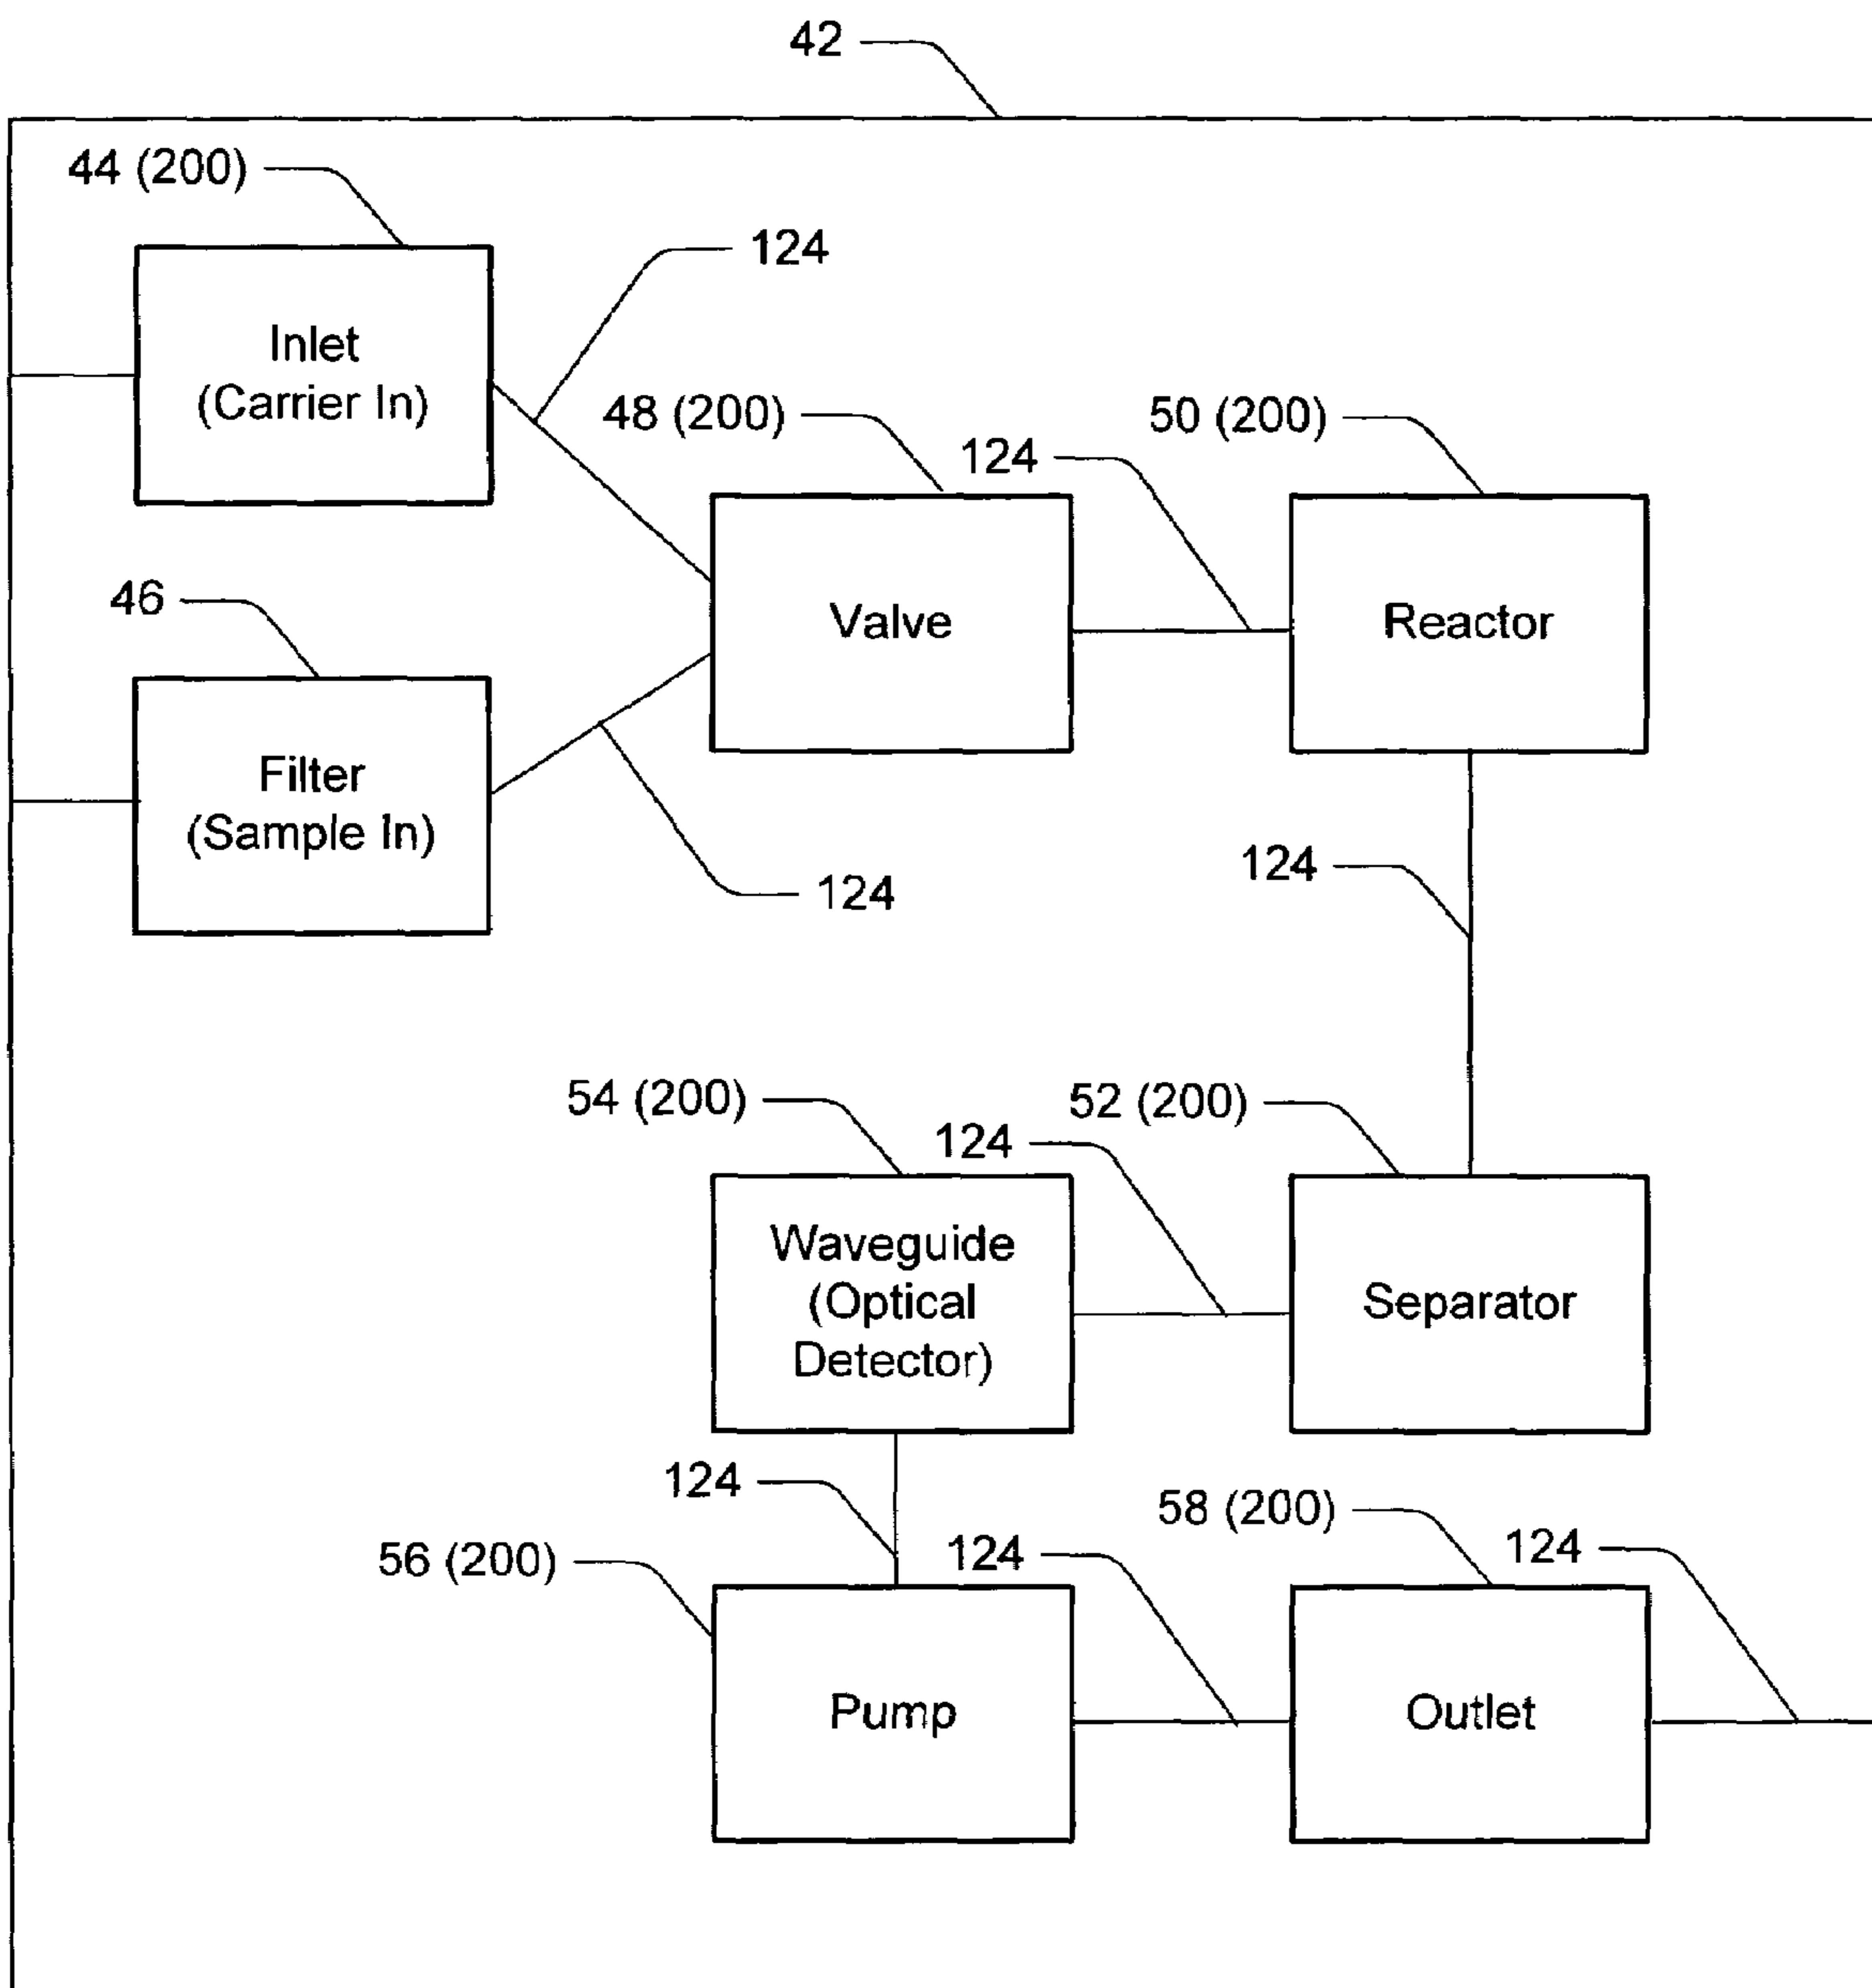 42
44 (200)
124
Inlet
(Carrier In)
48 (200)
50 (200)
124
46
Valve
Reactor
Filter
(Sample In)
124
124
54 (200)
52 (200)
124
Waveguide
(Optical
Detector)
Separator
124
58 (200)
56 (200)
124
124
Pump
Outlet